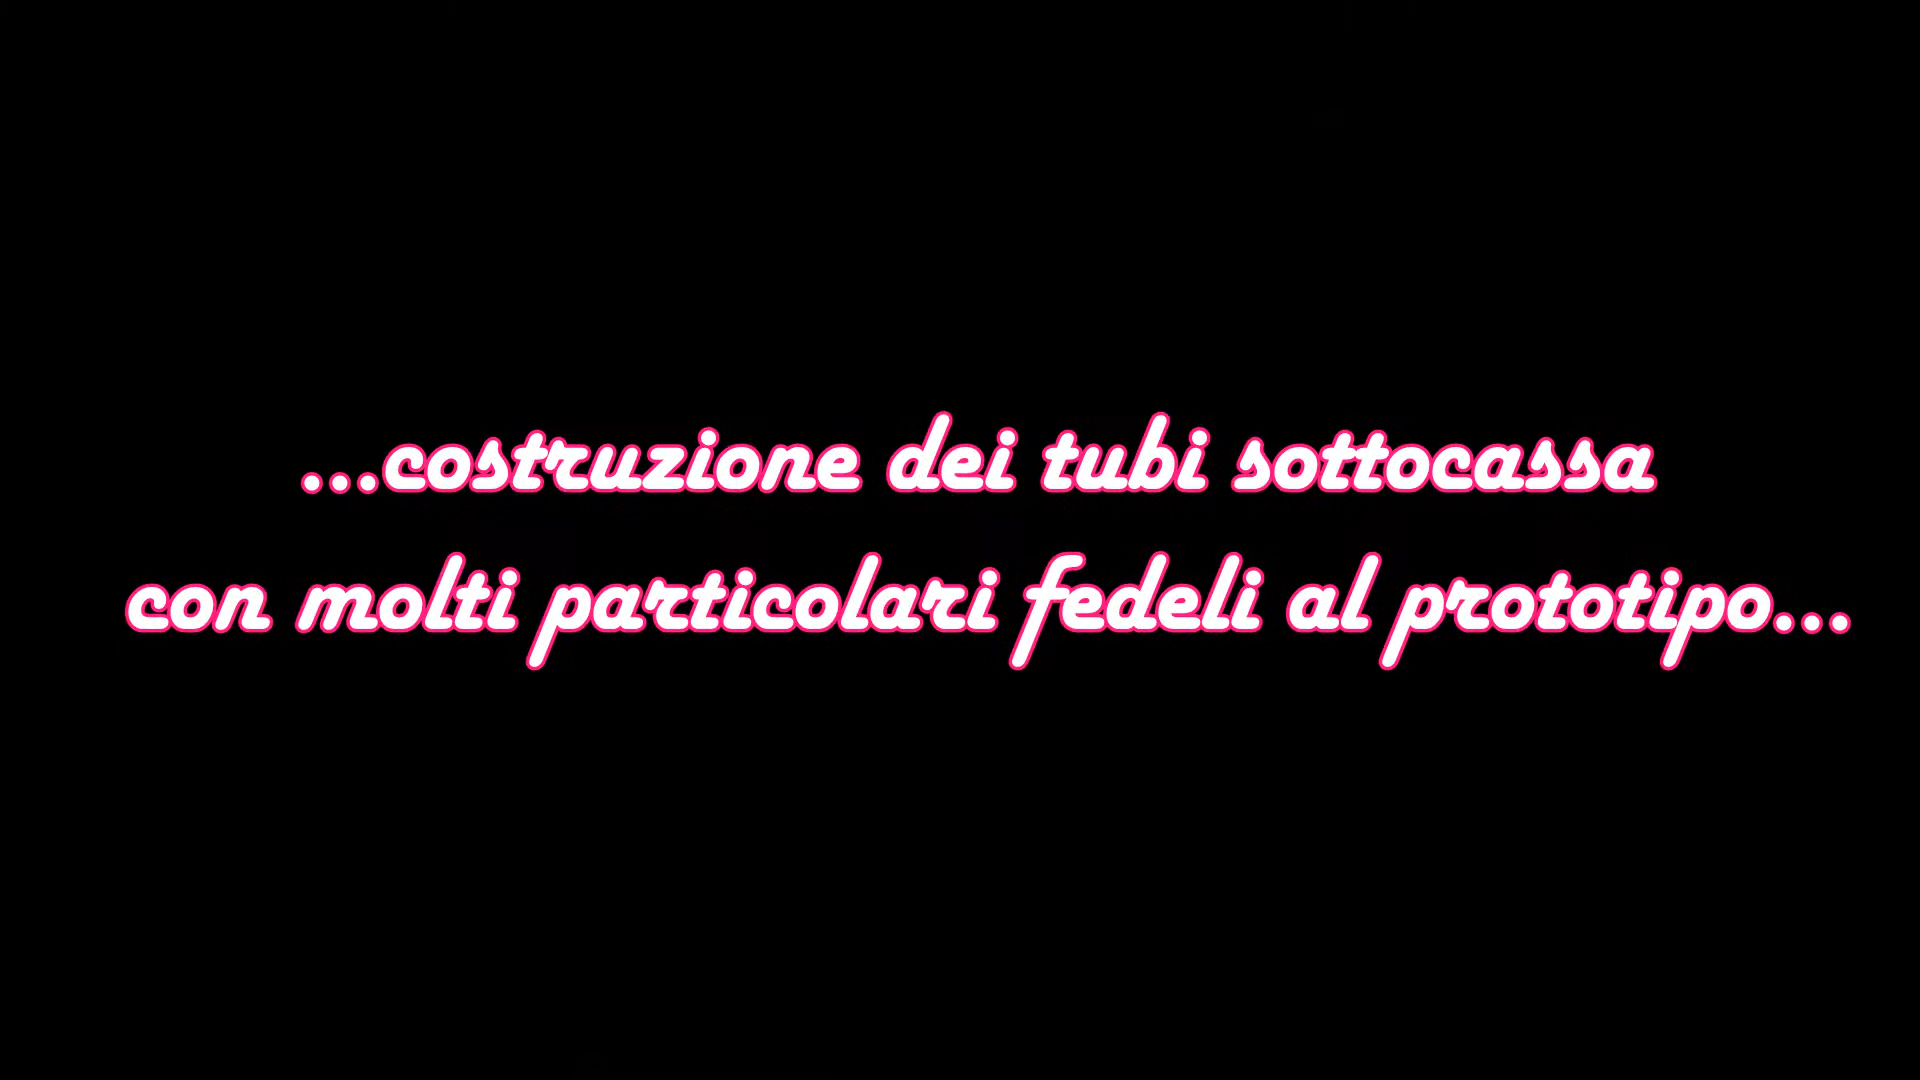 ...costruzione dei tubi sottocassa
con molti particolari fedeli al prototipo...